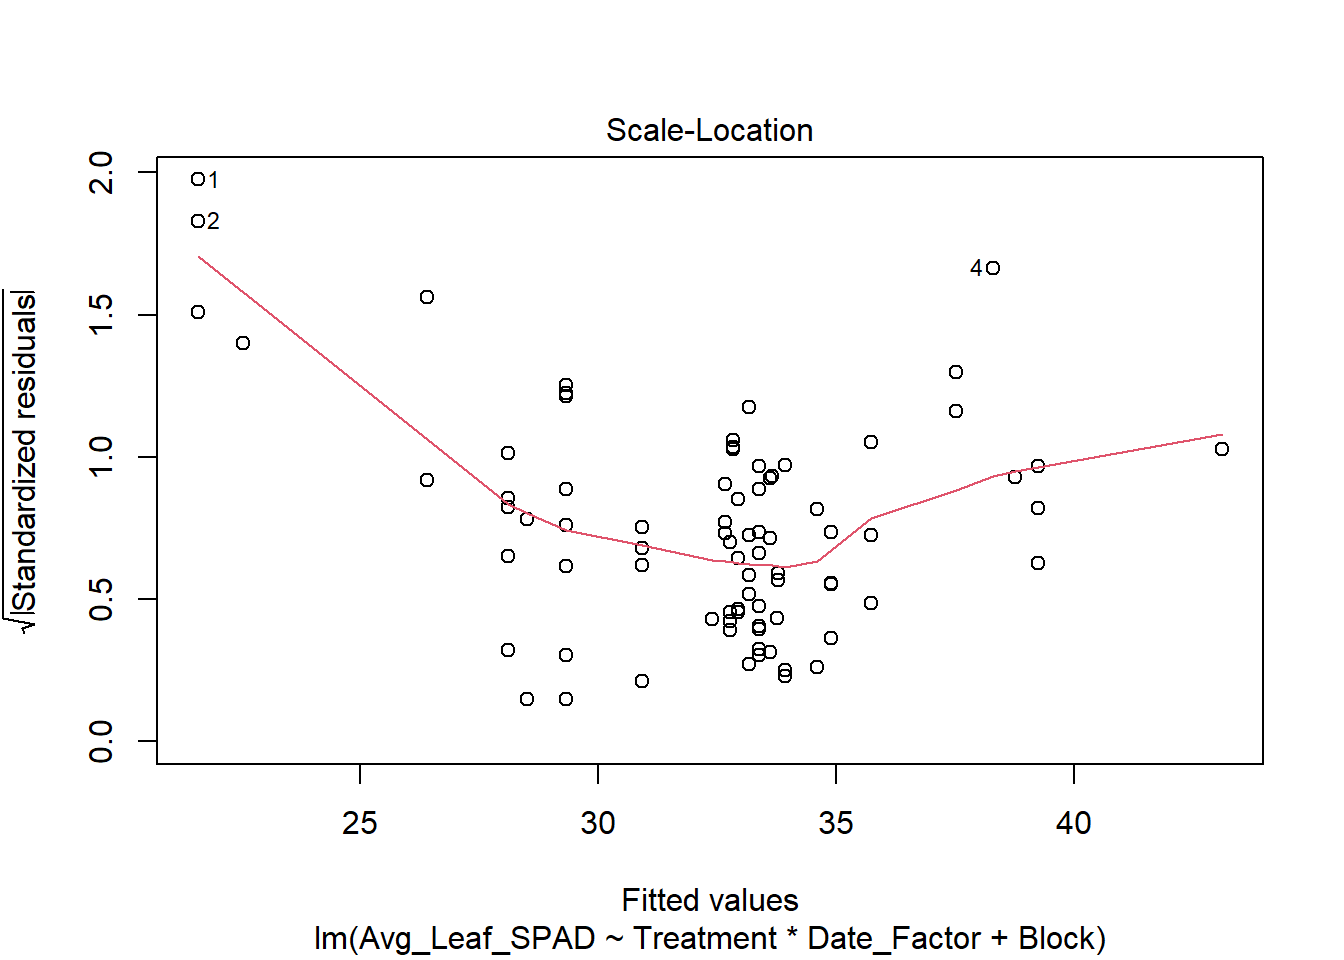 Scale-Location
2.0
1.5
1.0
0.5
0.0
√|Standardized residuals|
1
2
4
25 30 35 40
Fitted values
lm(Avg_Leaf_SPAD ~ Treatment * Date_Factor + Block)